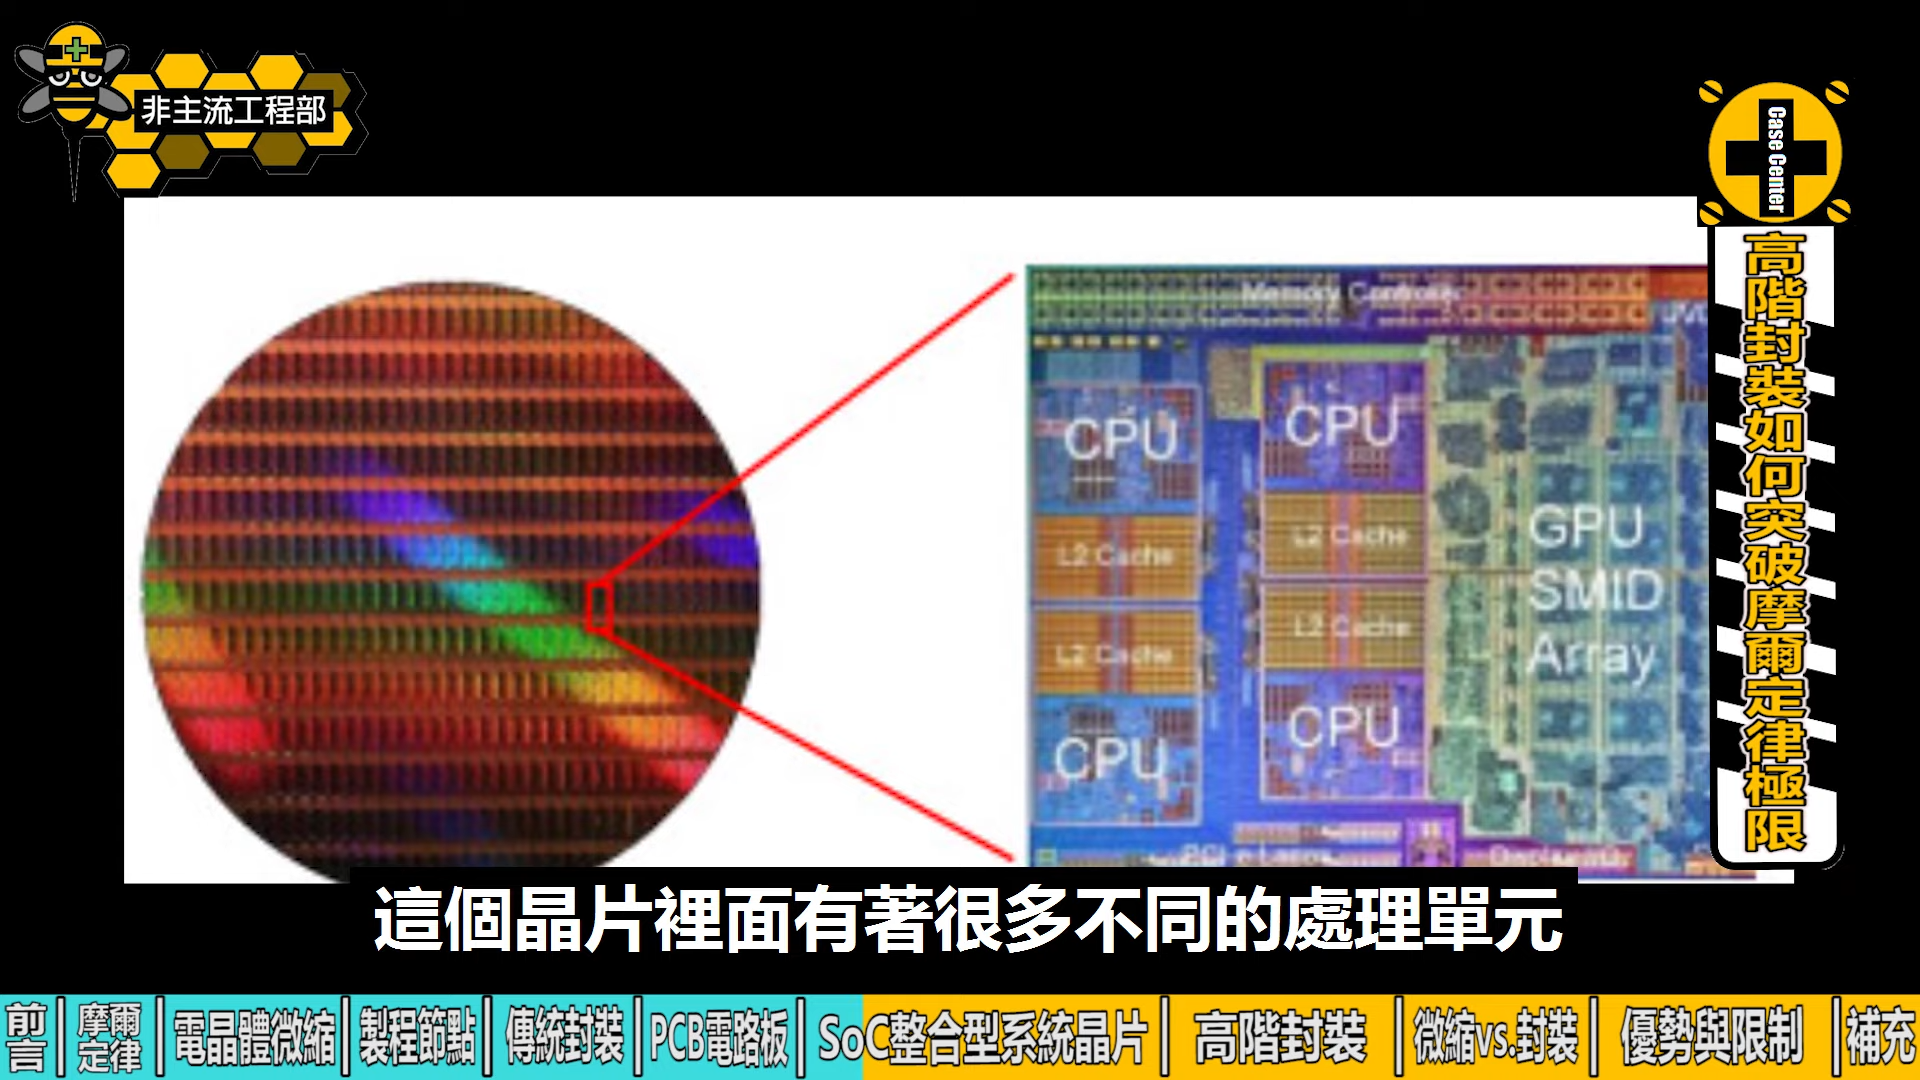 非主流工程部
Case Center
高階封裝如何突破摩爾定律極限
Memory Controller
CPU
CPU
L2 Cache
L2 Cache
GPU
SMID
Array
L2 Cache
L2 Cache
CPU
CPU
這個晶片裡面有著很多不同的處理單元
前言
摩爾定律
電晶體微縮
製程節點
傳統封裝
PCB電路板
SoC整合型系統晶片
高階封裝
微縮vs.封裝
優勢與限制
補充